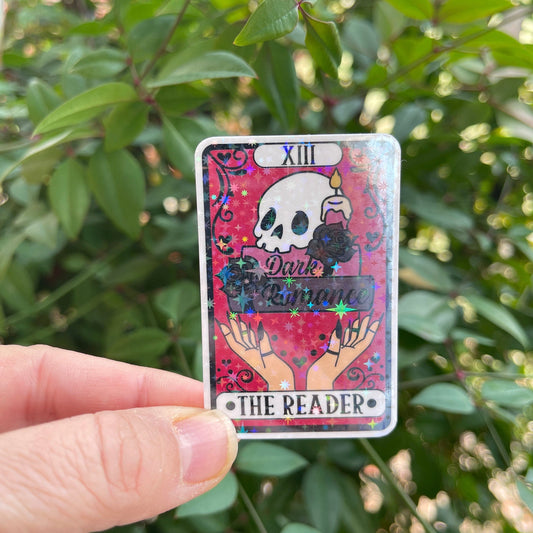 XIII
Dark
Romance
THE READER